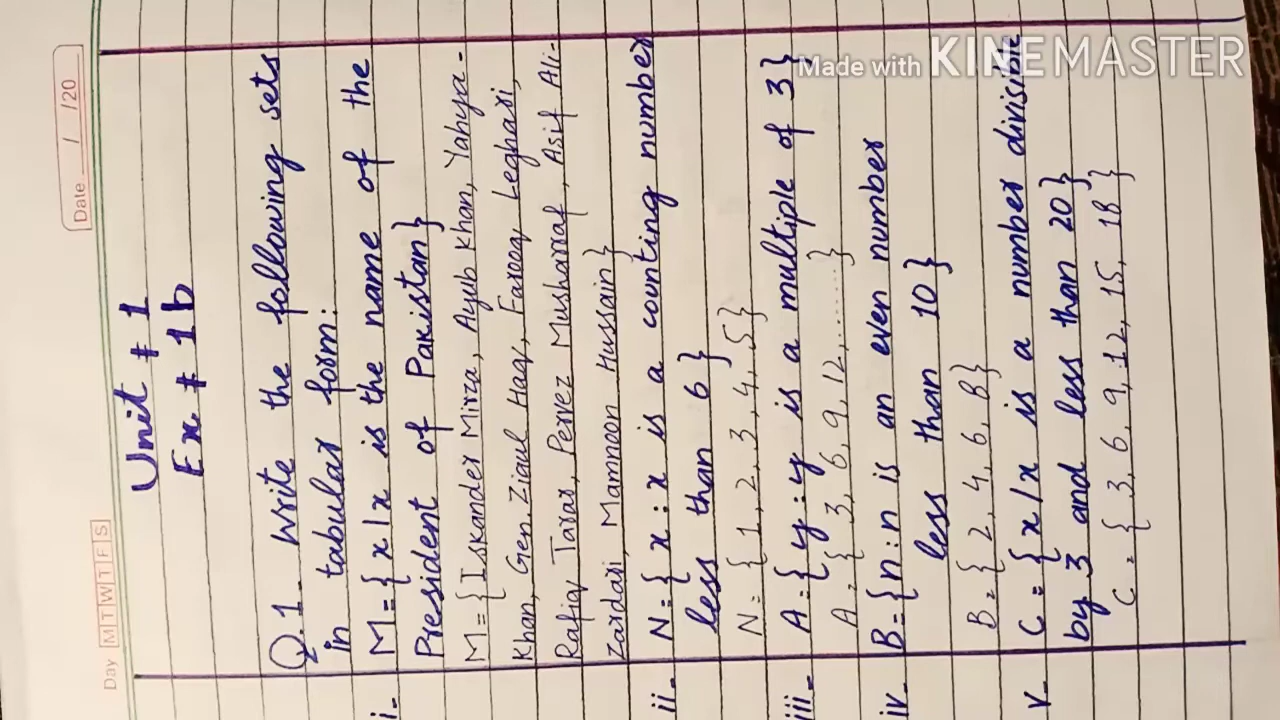 Day M T W T F S
Date / /20
Unit # 1
Ex # 1b
Q 1- Write the following sets
in tabular form:
i- M={x/x is the name of the
President of Pakistan}
M={Iskander Mirza, Ayub Khan, Yahya-
Khan, Gen. Ziaul Haq, Farooq Leghari,
Rafiq Tarar, Pervez Musharraf, Asif Ali-
Zardari, Mamnoon Hussain}
ii- N={x:x is a counting number
less than 6}
N={1,2,3,4,5}
iii- A={y:y is a multiple of 3}
A={3,6,9,12,......}
iv- B={n:n is an even number
less than 10}
B={2,4,6,8}
v- C={x/x is a number divisible
by 3 and less than 20}
C={3,6,9,12,15,18}
Made with KINEMASTER